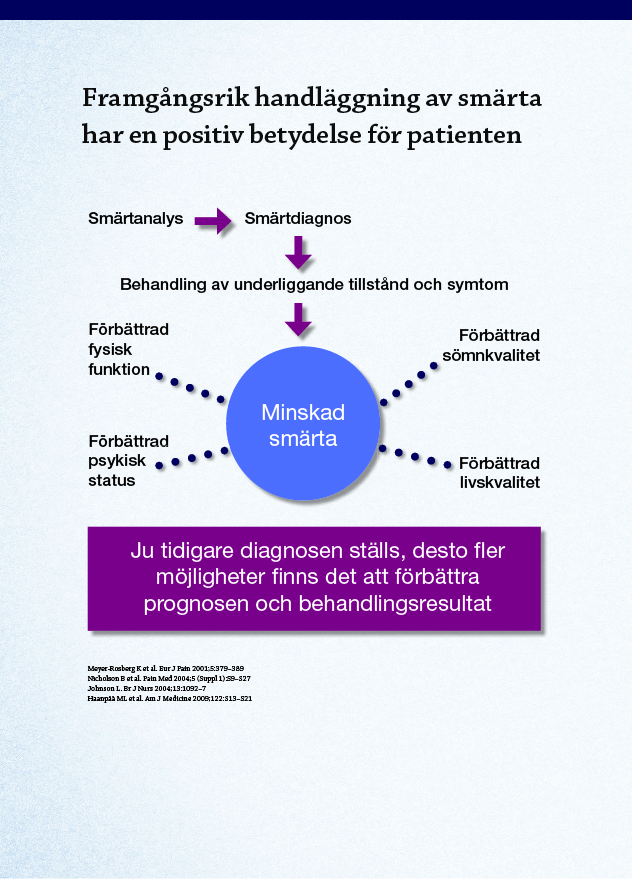 Framgångsrik handläggning av smärta
har en positiv betydelse för patienten
Smärtanalys
Smärtdiagnos
Behandling av underliggande tillstånd och symtom
Förbättrad
fysisk
funktion
Förbättrad
sömnkvalitet
Minskad
smärta
Förbättrad
psykisk
status
Förbättrad
livskvalitet
Ju tidigare diagnosen ställs, desto fler
möjligheter finns det att förbättra
prognosen och behandlingsresultat
Meyer-Rosberg K et al. Eur J Pain 2001;5:379–389
Nicholson B et al. Pain Med 2004;5 (Suppl 1):S9–S27
Johnson L. Br J Nurs 2004;13:1092–7
Haanpää ML et al. Am J Medicine 2009;122:S13–S21